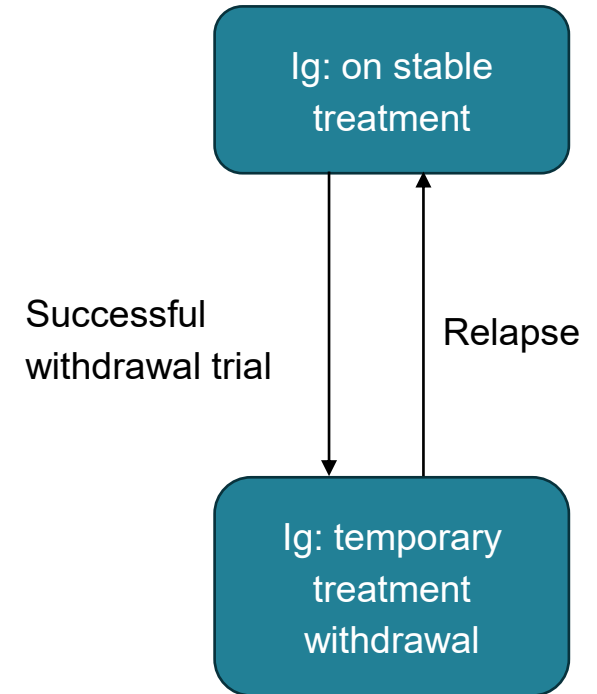 Ig: on stable
treatment
Successful
withdrawal trial
Relapse
Ig: temporary
treatment
withdrawal